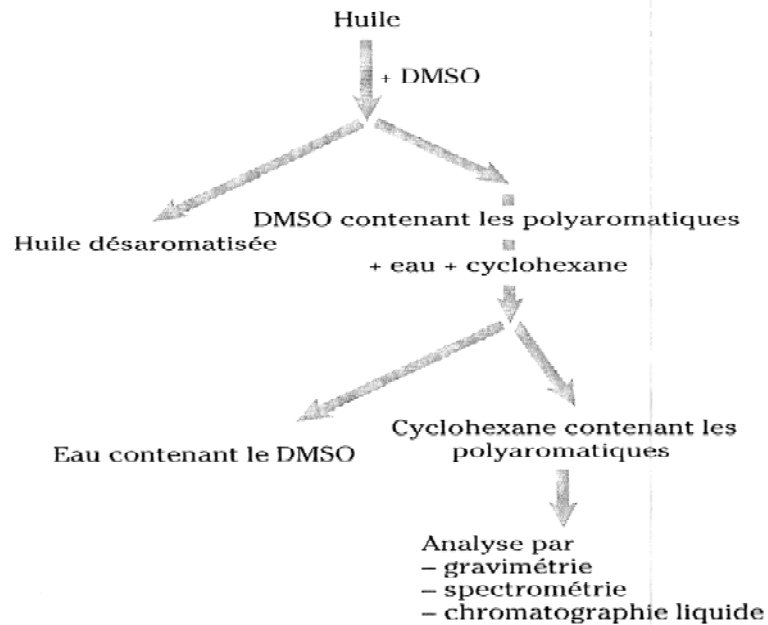 Huile
+ DMSO
Huile désaromatisée
DMSO contenant les polyaromatiques
+ eau + cyclohexane
Eau contenant le DMSO
Cyclohexane contenant les
polyaromatiques
Analyse par
– gravimétrie
– spectrométrie
– chromatographie liquide